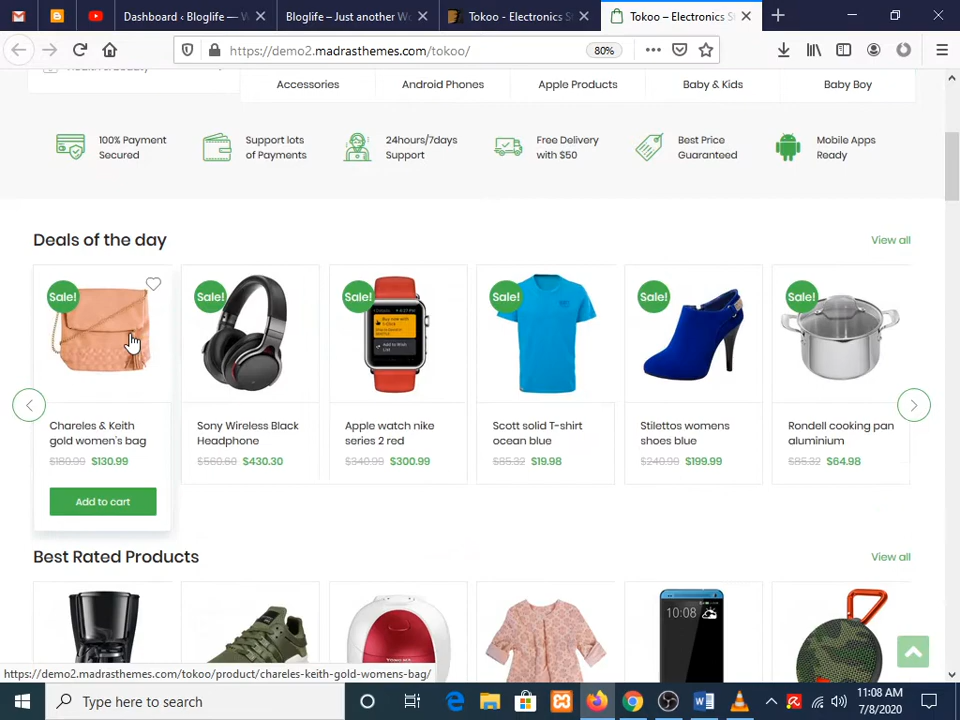 Dashboard ‹ Bloglife — W
Bloglife – Just another Wo
Tokoo - Electronics S
Tokoo – Electronics St
https://demo2.madrasthemes.com/tokoo/
80%
Accessories
Android Phones
Apple Products
Baby & Kids
Baby Boy
100% Payment
Secured
Support lots
of Payments
24hours/7days
Support
Free Delivery
with $50
Best Price
Guaranteed
Mobile Apps
Ready
Deals of the day
View all
Sale!
Sale!
Sale!
Sale!
Sale!
Sale!
Chareles & Keith
gold women's bag
$180.99 $130.99
Add to cart
Sony Wireless Black
Headphone
$560.60 $430.30
Apple watch nike
series 2 red
$340.99 $300.99
Scott solid T-shirt
ocean blue
$85.32 $19.98
Stilettos womens
shoes blue
$240.99 $199.99
Rondell cooking pan
aluminium
$85.32 $64.98
Best Rated Products
View all
10:08
https://demo2.madrasthemes.com/tokoo/product/chareles-keith-gold-womens-bag/
Type here to search
11:08 AM
7/8/2020